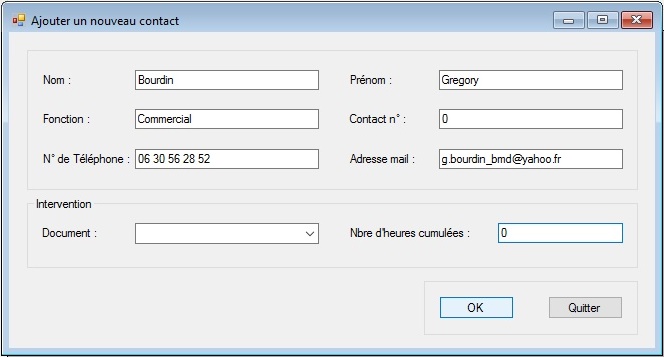 Ajouter un nouveau contact
Nom : Bourdin Prénom : Gregory
Fonction : Commercial Contact n° : 0
N° de Téléphone : 06 30 56 28 52 Adresse mail : g.bourdin_bmd@yahoo.fr
Intervention
Document : Nbre d'heures cumulées : 0
OK Quitter